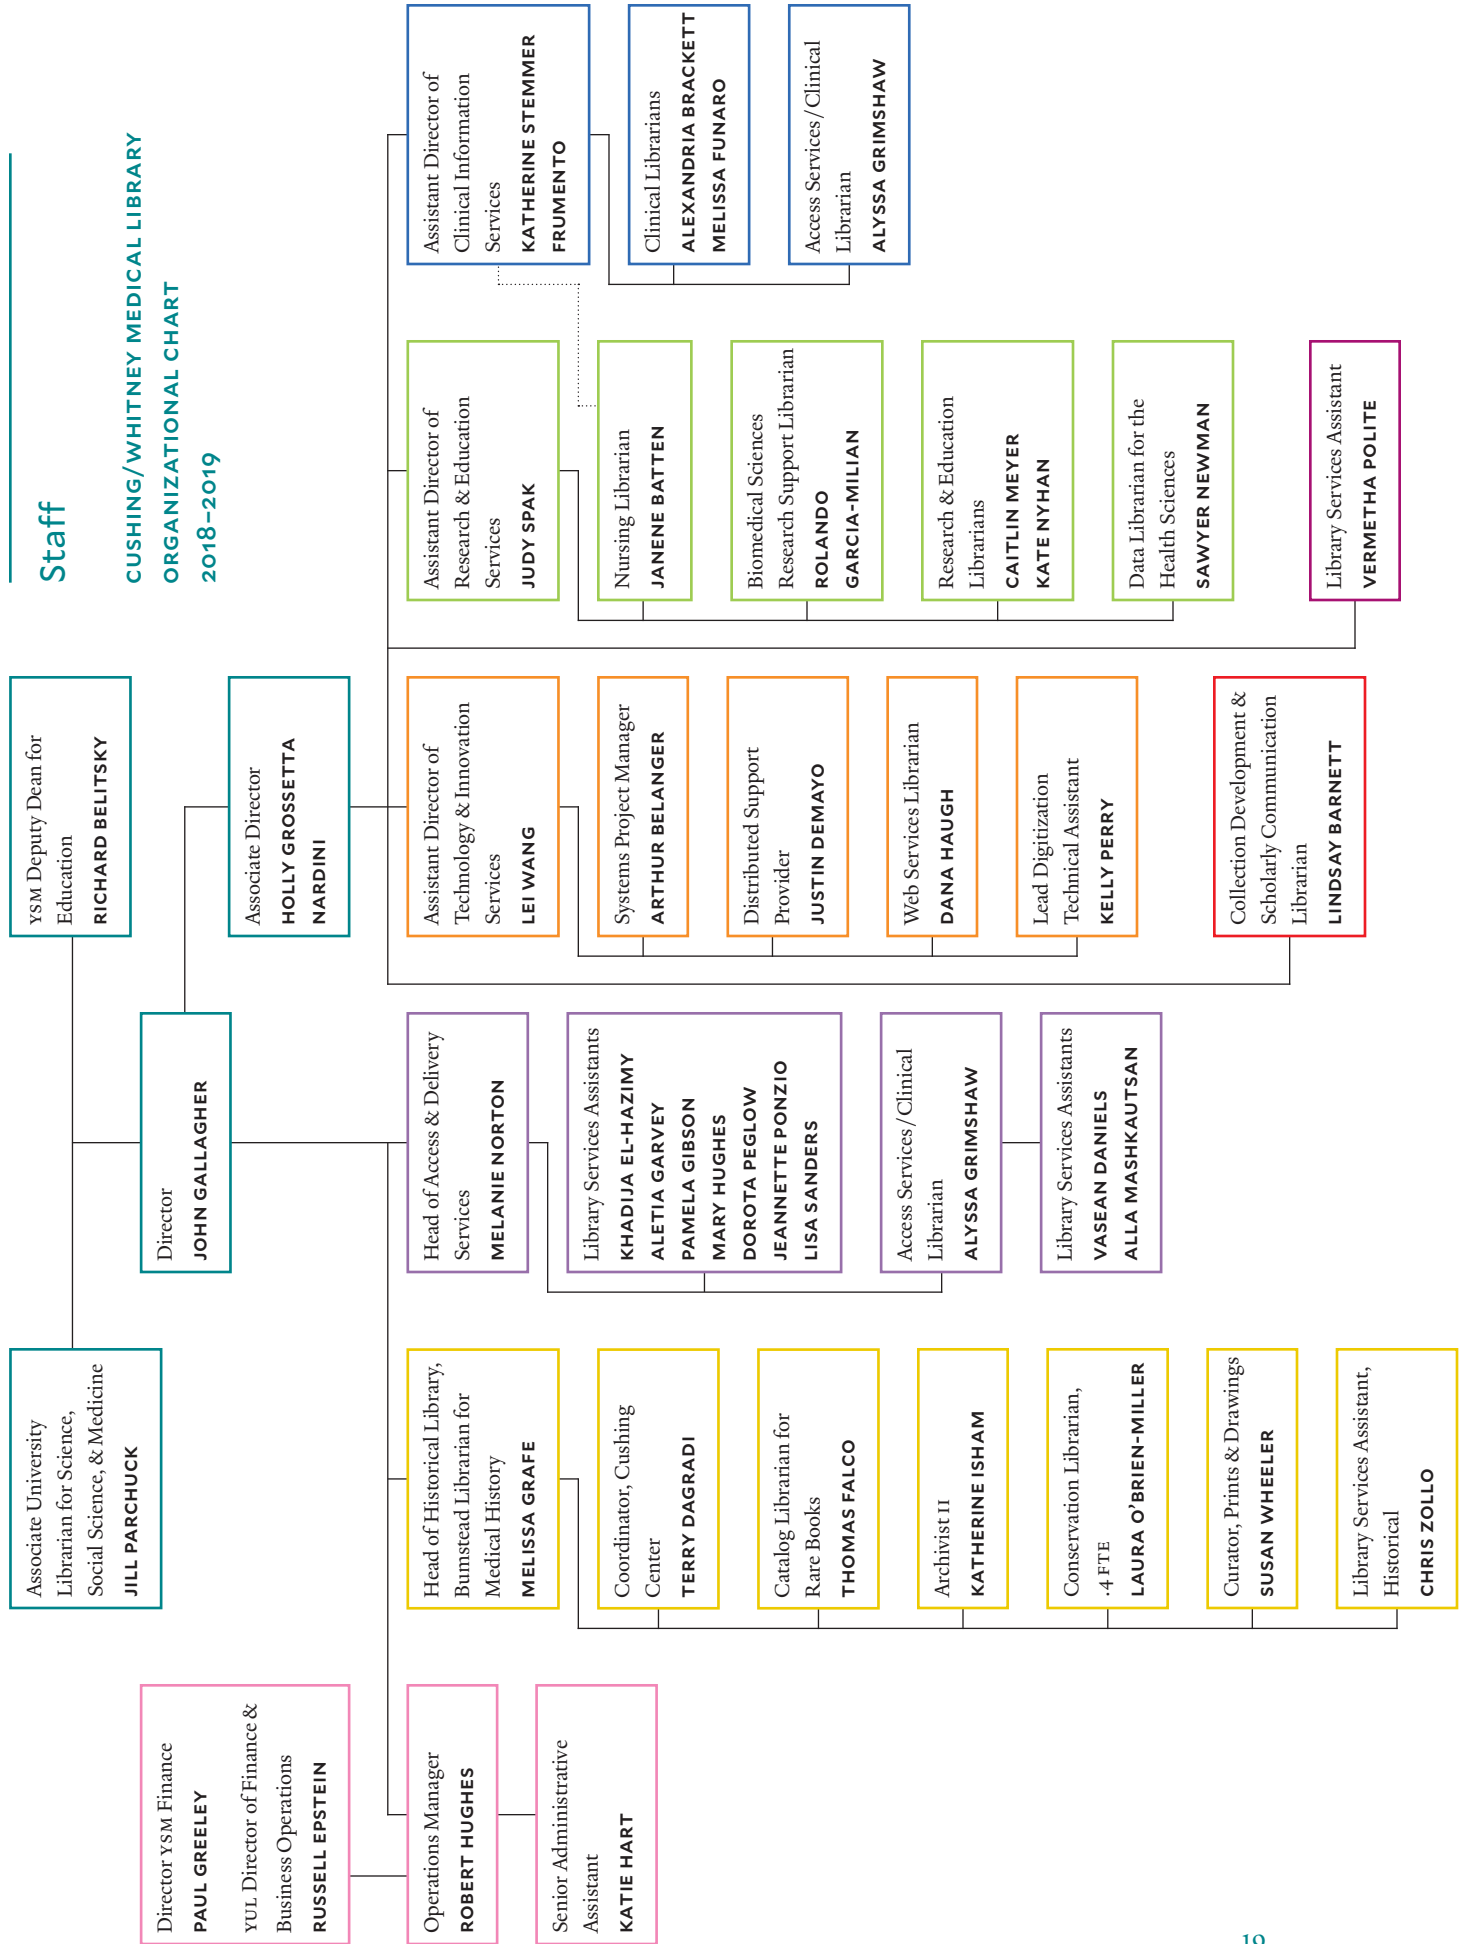 Staff
CUSHING/WHITNEY MEDICAL LIBRARY
ORGANIZATIONAL CHART
2018–2019
Associate University
Librarian for Science,
Social Science, & Medicine
JILL PARCHUCK
YSM Deputy Dean for
Education
RICHARD BELITSKY
Director
JOHN GALLAGHER
Associate Director
HOLLY GROSSETTA
NARDINI
Director YSM Finance
PAUL GREELEY
YUL Director of Finance &
Business Operations
RUSSELL EPSTEIN
Operations Manager
ROBERT HUGHES
Senior Administrative
Assistant
KATIE HART
Head of Historical Library,
Bumstead Librarian for
Medical History
MELISSA GRAFE
Coordinator, Cushing
Center
TERRY DAGRADI
Catalog Librarian for
Rare Books
THOMAS FALCO
Archivist II
KATHERINE ISHAM
Conservation Librarian,
.4 FTE
LAURA O’BRIEN-MILLER
Curator, Prints & Drawings
SUSAN WHEELER
Library Services Assistant,
Historical
CHRIS ZOLLO
Head of Access & Delivery
Services
MELANIE NORTON
Library Services Assistants
KHADIJA EL-HAZIMY
ALETIA GARVEY
PAMELA GIBSON
MARY HUGHES
DOROTA PEGLOW
JEANNETTE PONZIO
LISA SANDERS
Access Services/Clinical
Librarian
ALYSSA GRIMSHAW
Library Services Assistants
VASEAN DANIELS
ALLA MASHKAUTSAN
Assistant Director of
Technology & Innovation
Services
LEI WANG
Systems Project Manager
ARTHUR BELANGER
Distributed Support
Provider
JUSTIN DEMAYO
Web Services Librarian
DANA HAUGH
Lead Digitization
Technical Assistant
KELLY PERRY
Collection Development &
Scholarly Communication
Librarian
LINDSAY BARNETT
Assistant Director of
Research & Education
Services
JUDY SPAK
Nursing Librarian
JANENE BATTEN
Biomedical Sciences
Research Support Librarian
ROLANDO
GARCIA-MILIAN
Research & Education
Librarians
CAITLIN MEYER
KATE NYHAN
Data Librarian for the
Health Sciences
SAWYER NEWMAN
Library Services Assistant
VERMETHA POLITE
Assistant Director of
Clinical Information
Services
KATHERINE STEMMER
FRUMENTO
Clinical Librarians
ALEXANDRIA BRACKETT
MELISSA FUNARO
Access Services/Clinical
Librarian
ALYSSA GRIMSHAW
19